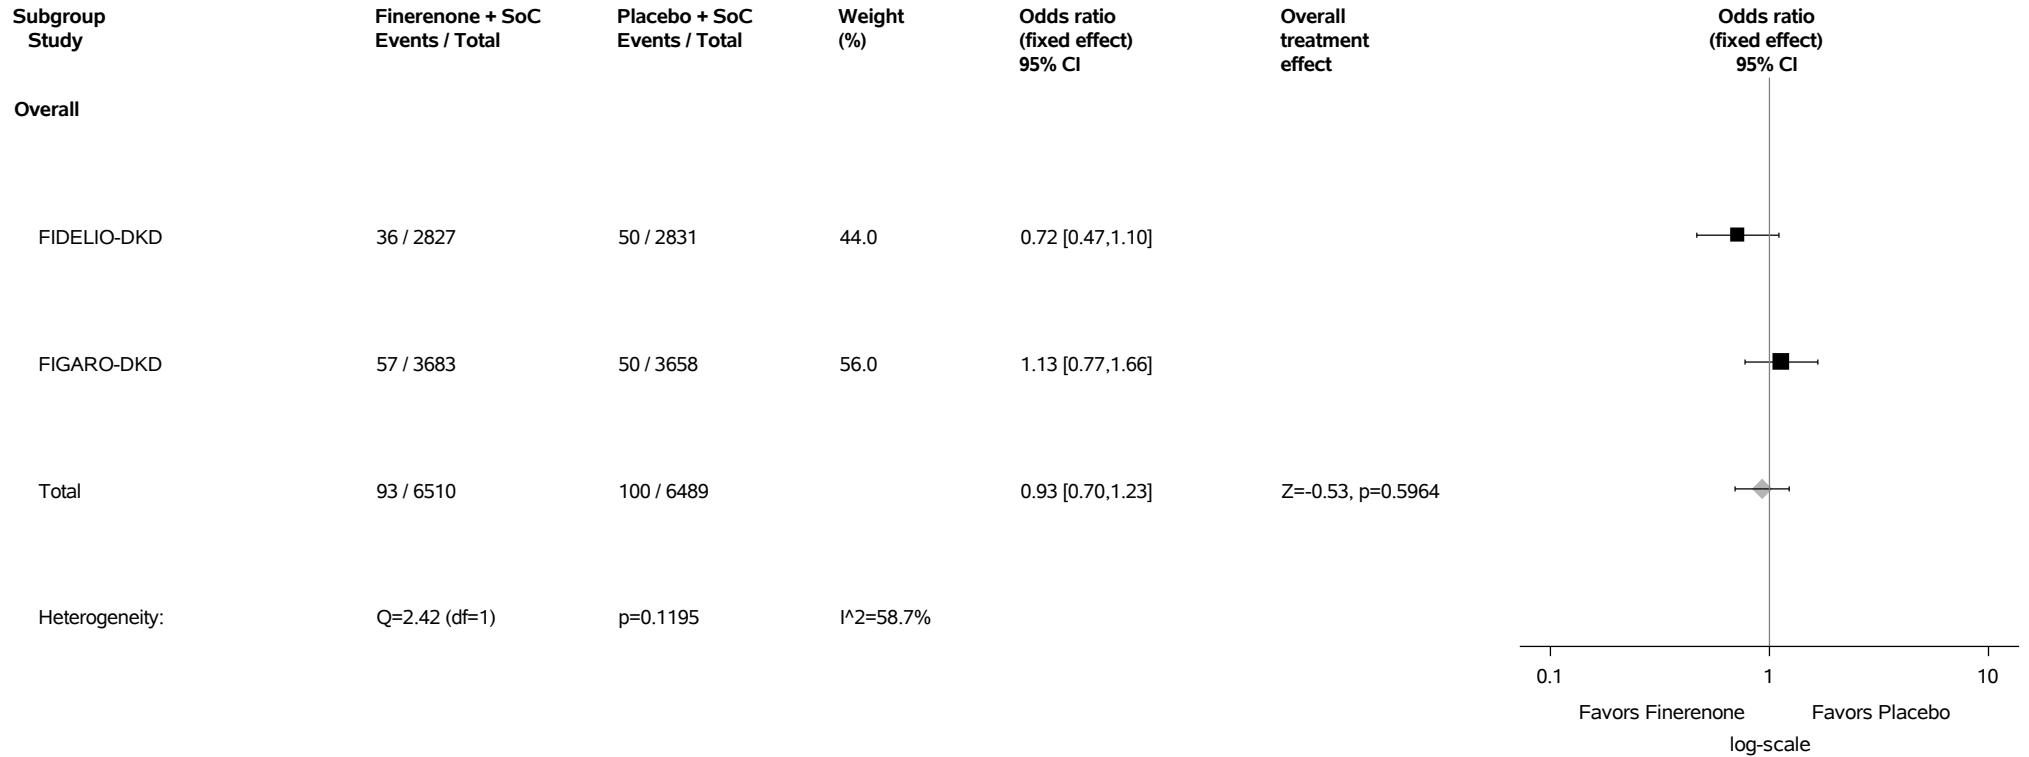 Subgroup Finerenone + SoC Placebo + SoC Weight Odds ratio Overall Odds ratio
Study Events / Total Events / Total (%) (fixed effect) treatment (fixed effect)
95% CI effect 95% CI
Overall
FIDELIO-DKD 36 / 2827 50 / 2831 44.0 0.72 [0.47,1.10]
FIGARO-DKD 57 / 3683 50 / 3658 56.0 1.13 [0.77,1.66]
Total 93 / 6510 100 / 6489 0.93 [0.70,1.23] Z=-0.53, p=0.5964
Heterogeneity: Q=2.42 (df=1) p=0.1195 I^2=58.7%
0.1 1 10
Favors Finerenone Favors Placebo
log-scale